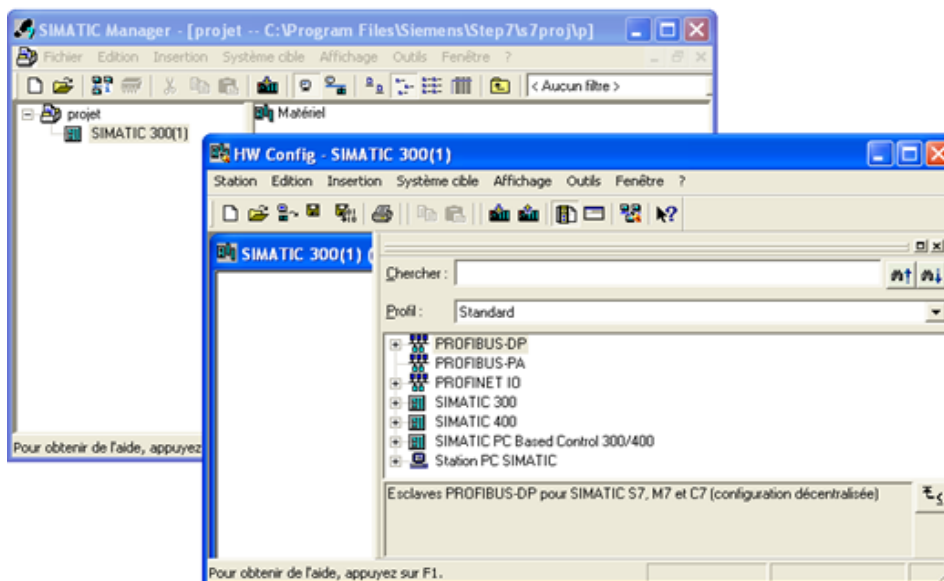 SIMATIC Manager - [projet -- C:\Program Files\Siemens\Step7\s7proj\p]
Fichier Edition Insertion Système cible Affichage Outils Fenêtre ?
< Aucun filtre >
projet
SIMATIC 300(1)
Matériel
Pour obtenir de l'aide, appuyez
HW Config - SIMATIC 300(1)
Station Edition Insertion Système cible Affichage Outils Fenêtre ?
SIMATIC 300(1) (
Chercher :
Profil : Standard
PROFIBUS-DP
PROFIBUS-PA
PROFINET IO
SIMATIC 300
SIMATIC 400
SIMATIC PC Based Control 300/400
Station PC SIMATIC
Esclaves PROFIBUS-DP pour SIMATIC S7, M7 et C7 (configuration décentralisée)
Pour obtenir de l'aide, appuyez sur F1.